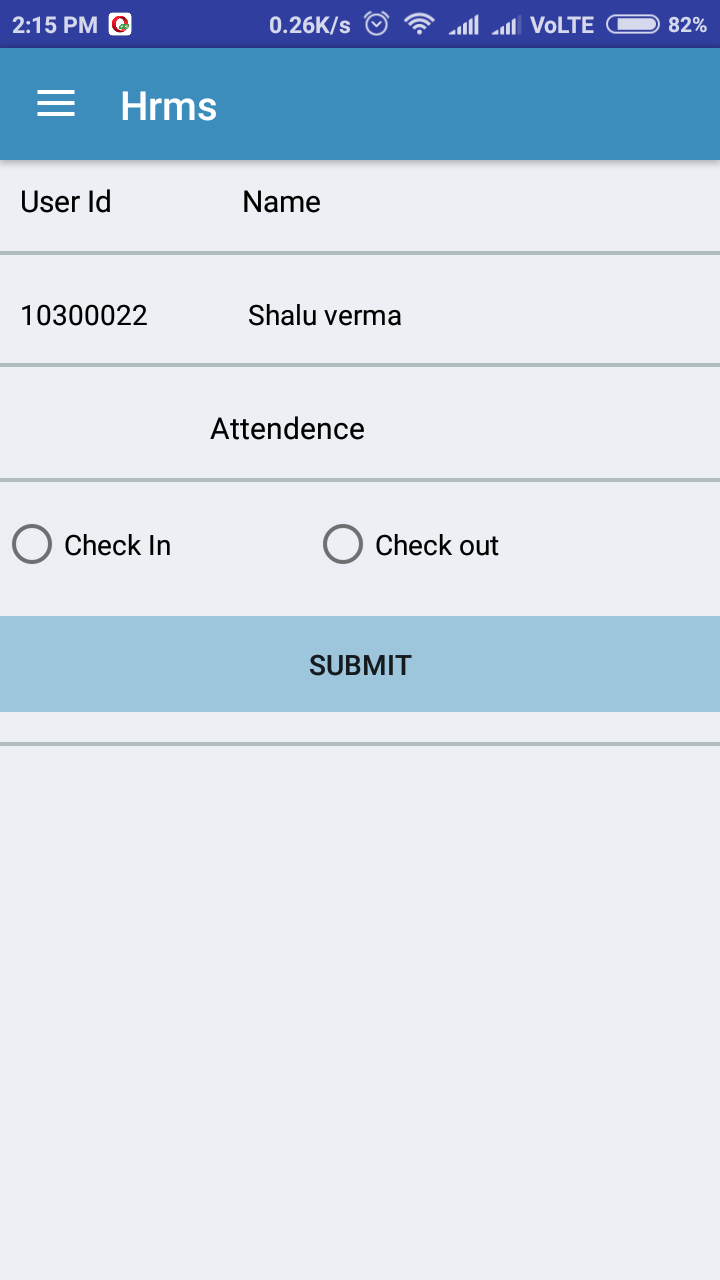 2:15 PM 0.26K/s VoLTE 82%
Hrms
User Id Name
10300022 Shalu verma
Attendence
Check In Check out
SUBMIT